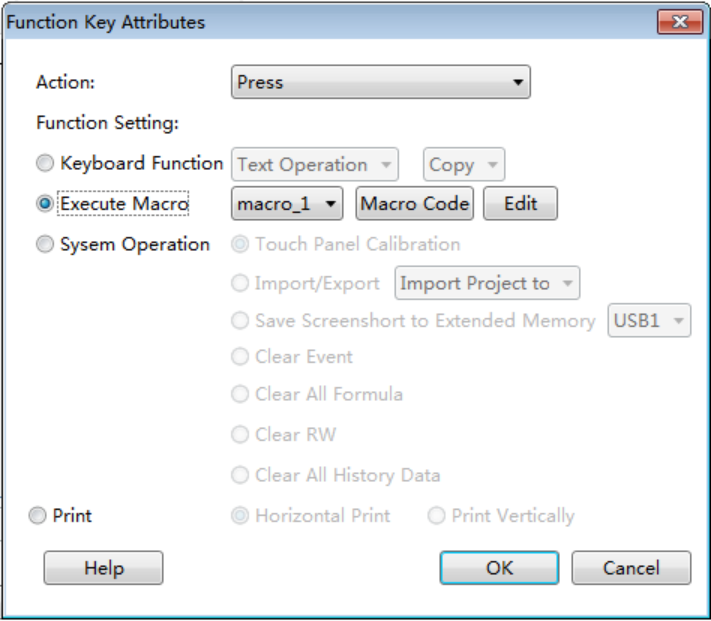 Function Key Attributes
Action: Press
Function Setting:
Keyboard Function Text Operation Copy
Execute Macro macro_1 Macro Code Edit
Sysem Operation Touch Panel Calibration
Import/Export Import Project to
Save Screenshort to Extended Memory USB1
Clear Event
Clear All Formula
Clear RW
Clear All History Data
Print Horizontal Print Print Vertically
Help OK Cancel